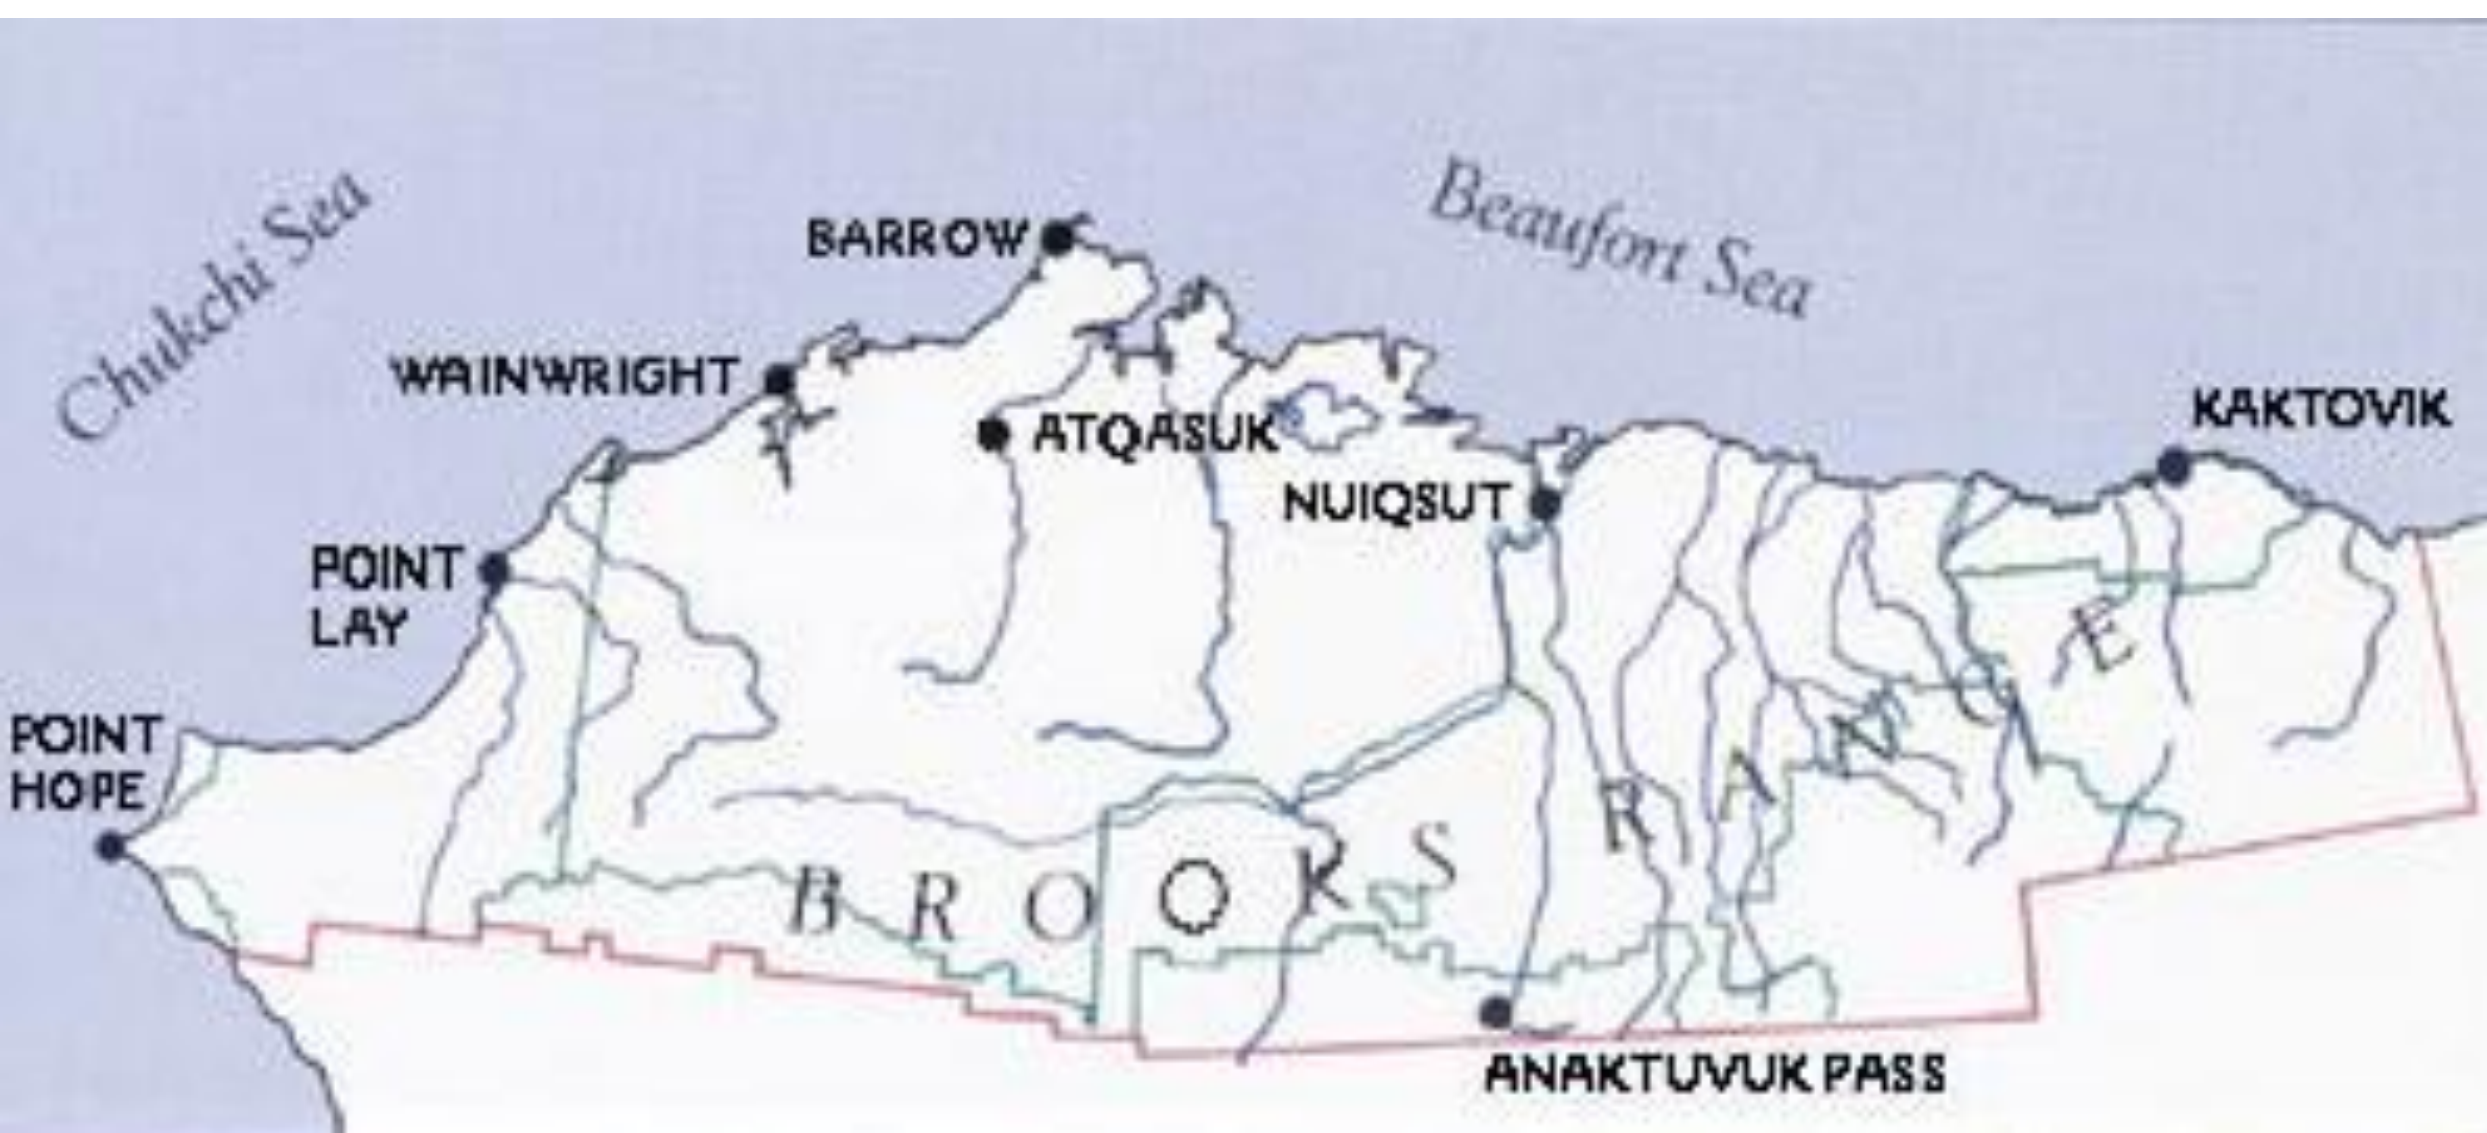 Chukchi Sea
Beaufort Sea
BARROW
WAINWRIGHT
ATQASUK
KAKTOVIK
NUIQSUT
POINT
LAY
POINT
HOPE
BROOKS RANGE
ANAKTUVUK PASS